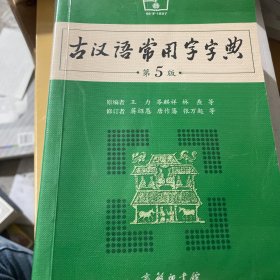 古汉语常用字字典
第5版
原编者 王力 岑麒祥 林焘 等
修订者 蒋绍愚 唐作藩 张万起 等
商务印书馆